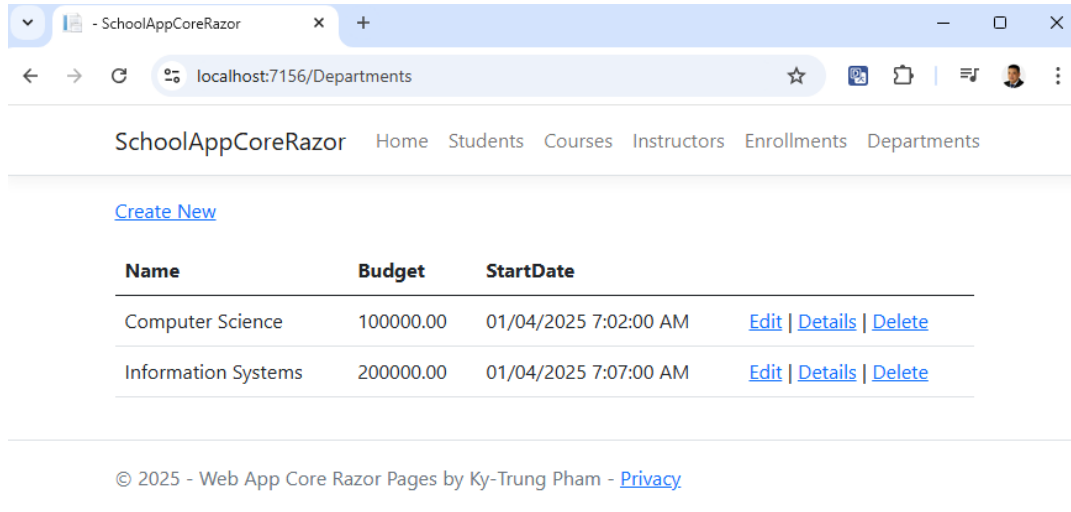 - SchoolAppCoreRazor
localhost:7156/Departments
SchoolAppCoreRazor Home Students Courses Instructors Enrollments Departments
Create New
Name Budget StartDate
Computer Science 100000.00 01/04/2025 7:02:00 AM Edit | Details | Delete
Information Systems 200000.00 01/04/2025 7:07:00 AM Edit | Details | Delete
© 2025 - Web App Core Razor Pages by Ky-Trung Pham - Privacy